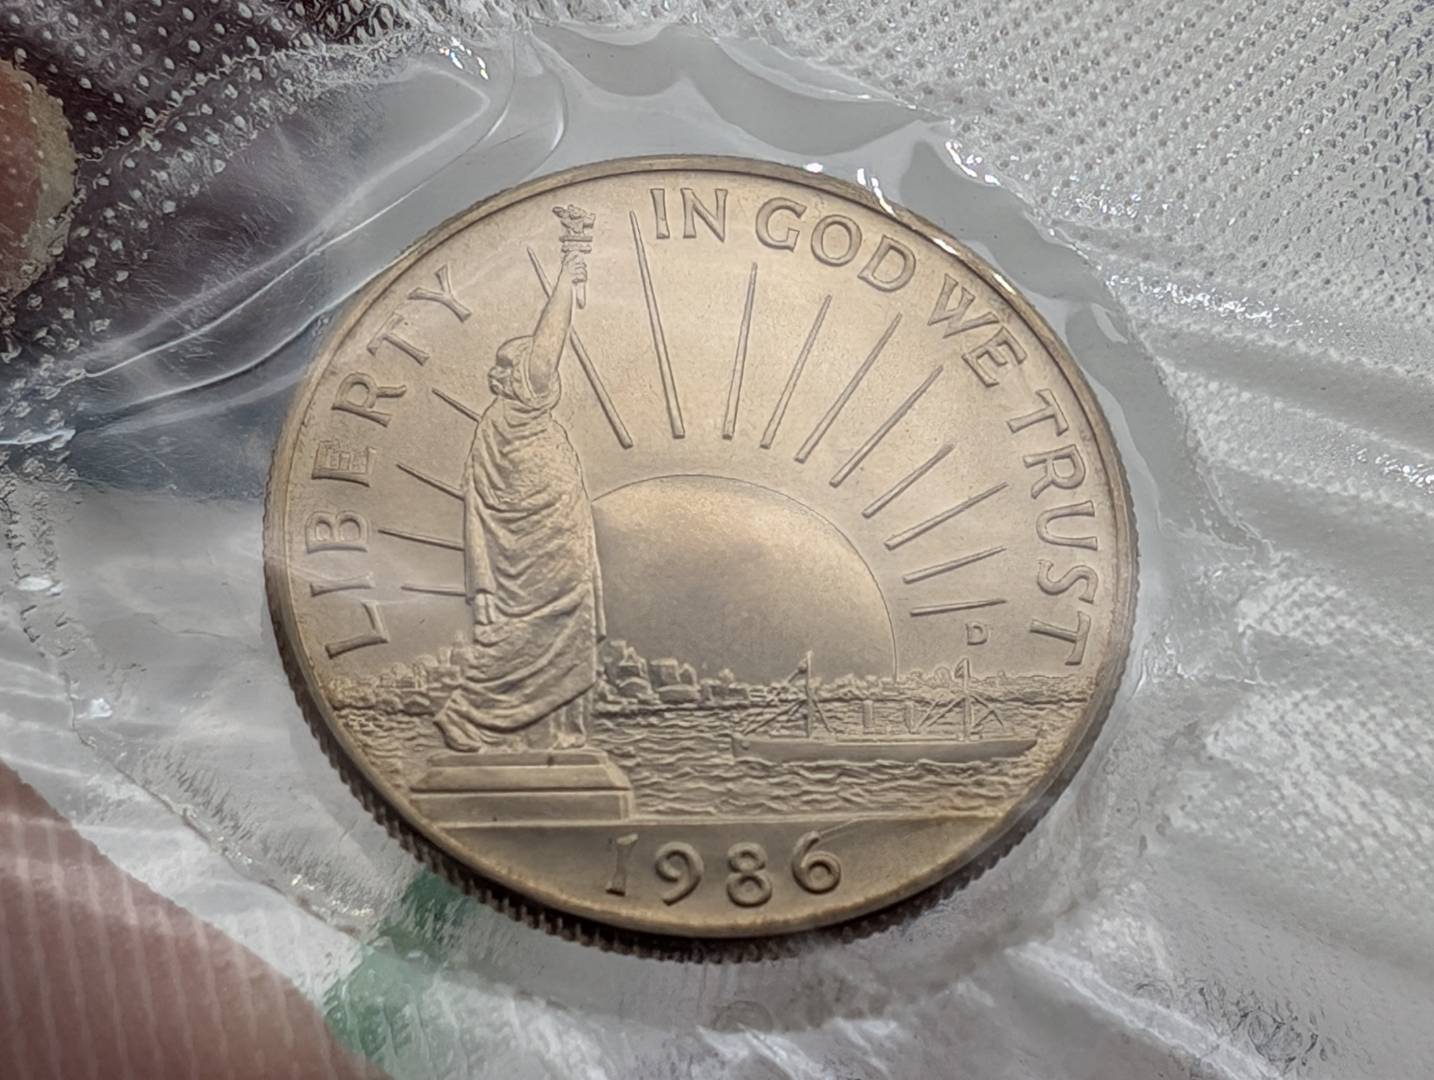 LIBERTY
IN GOD WE TRUST
D
1986